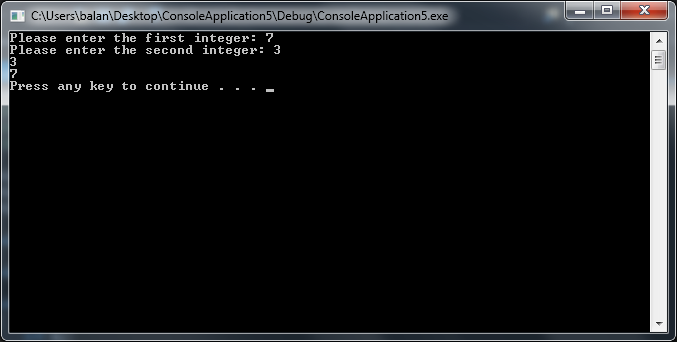 C:\Users\balan\Desktop\ConsoleApplication5\Debug\ConsoleApplication5.exe
Please enter the first integer: 7
Please enter the second integer: 3
3
7
Press any key to continue . . . _